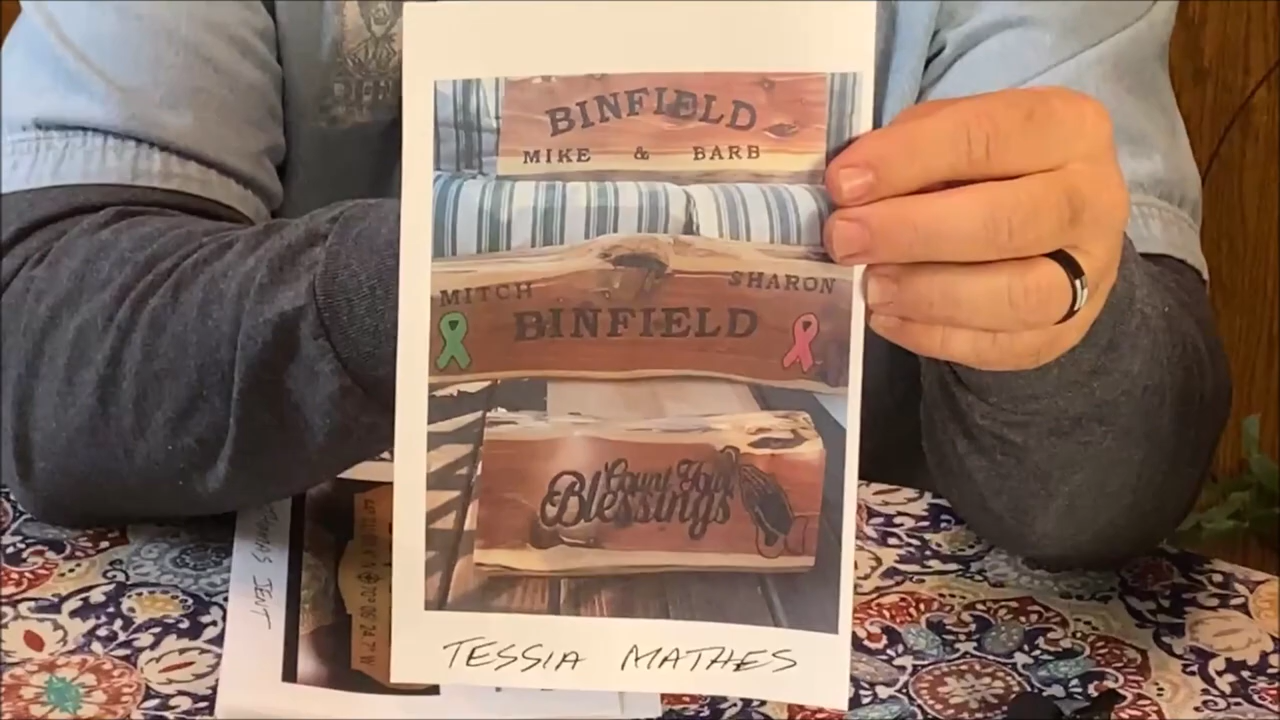 BINFIELD
MIKE & BARB
MITCH SHARON
BINFIELD
Count Your
Blessings
TESSIA MATHES